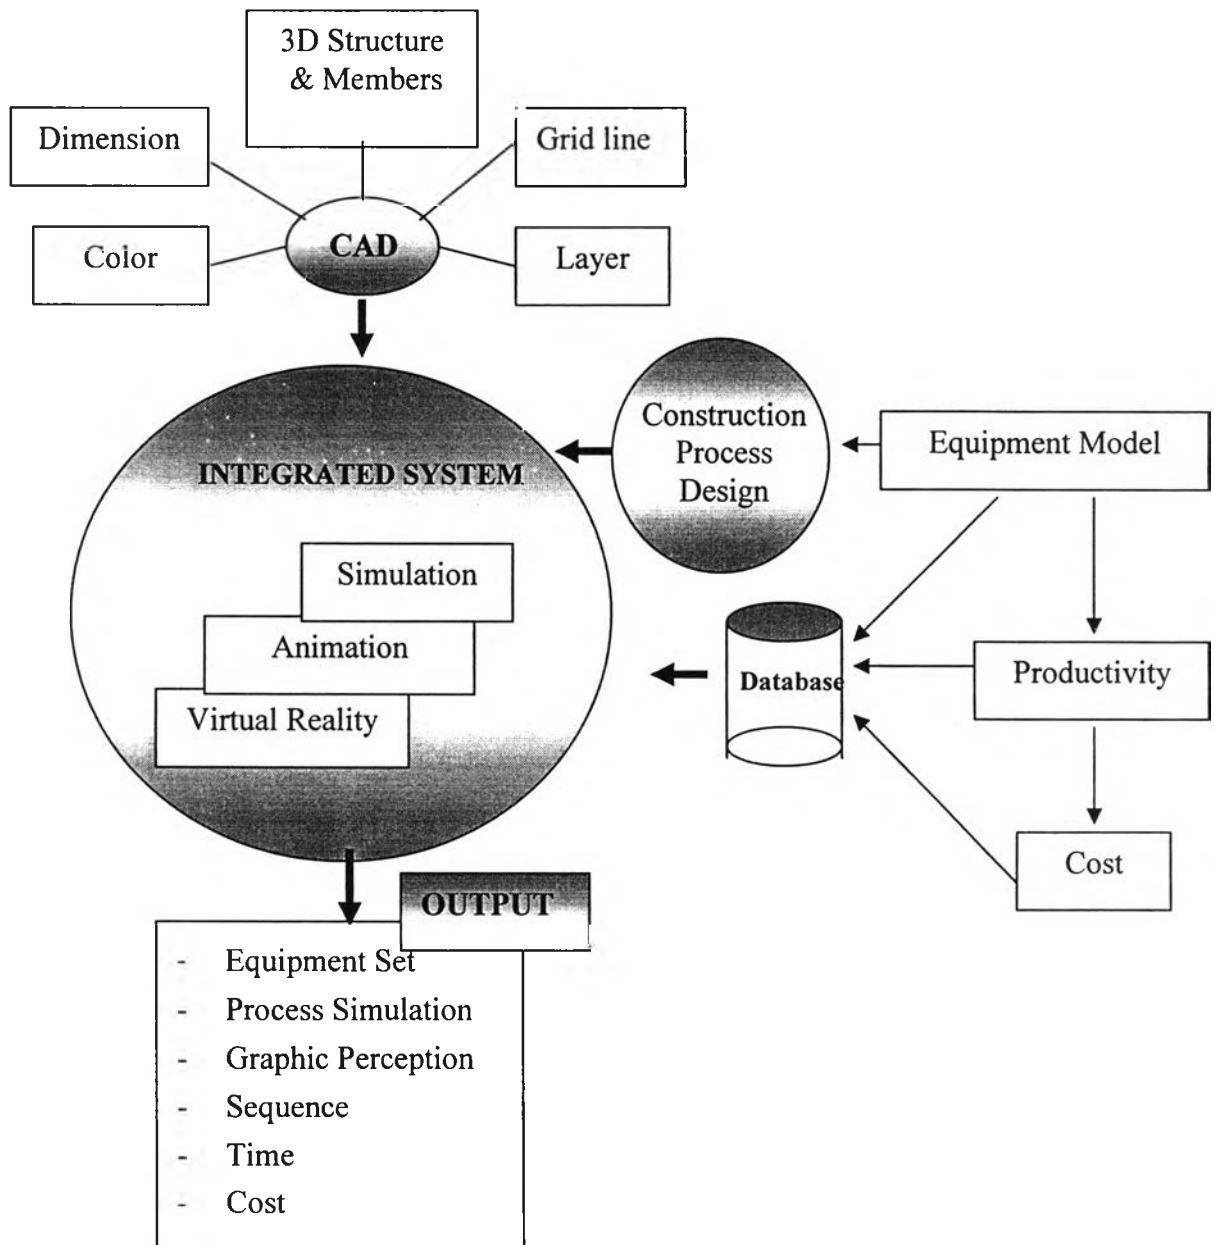 3D Structure
& Members
Dimension
Grid line
Color
CAD
Layer
Construction
Process
Design
Equipment Model
INTEGRATED SYSTEM
Simulation
Animation
Virtual Reality
Database
Productivity
Cost
OUTPUT
- Equipment Set
- Process Simulation
- Graphic Perception
- Sequence
- Time
- Cost